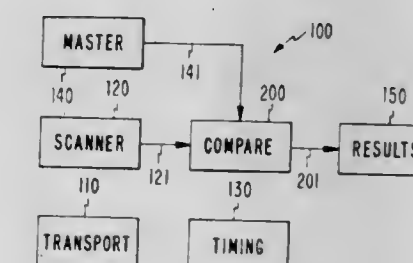 100
MASTER
141
140 120 200 150
SCANNER COMPARE RESULTS
121 201
110 130
TRANSPORT TIMING